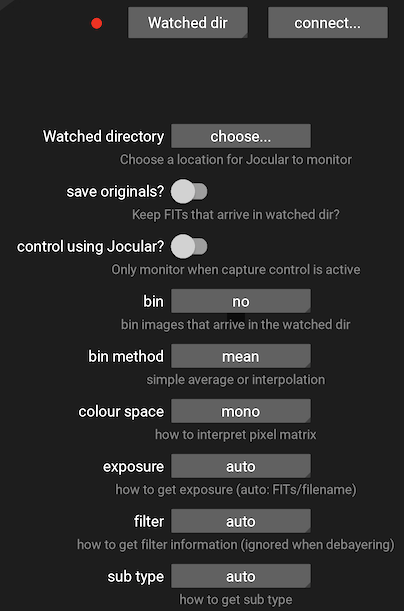 Watched dir connect...
Watched directory choose...
Choose a location for Jocular to monitor
save originals?
Keep FITs that arrive in watched dir?
control using Jocular?
Only monitor when capture control is active
bin no
bin images that arrive in the watched dir
bin method mean
simple average or interpolation
colour space mono
how to interpret pixel matrix
exposure auto
how to get exposure (auto: FITs/filename)
filter auto
how to get filter information (ignored when debayering)
sub type auto
how to get sub type